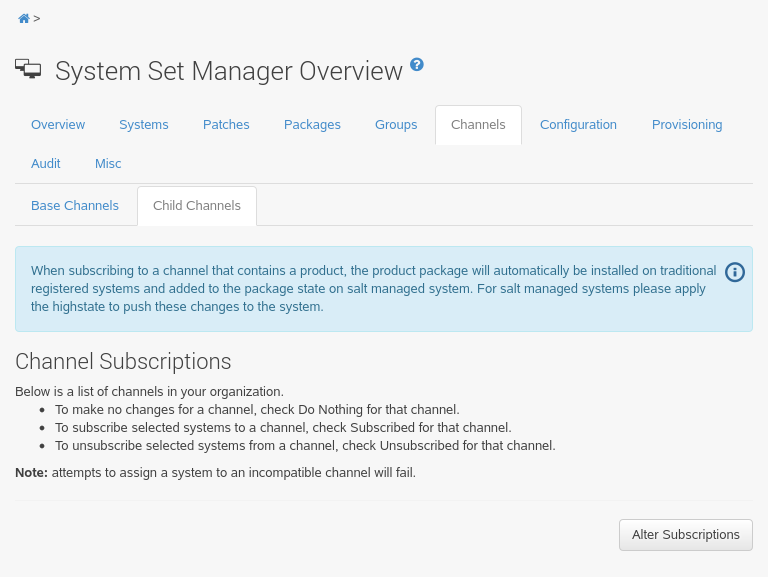 >
System Set Manager Overview ?
Overview Systems Patches Packages Groups Channels Configuration Provisioning
Audit Misc
Base Channels Child Channels
When subscribing to a channel that contains a product, the product package will automatically be installed on traditional
registered systems and added to the package state on salt managed system. For salt managed systems please apply
the highstate to push these changes to the system.
Channel Subscriptions
Below is a list of channels in your organization.
• To make no changes for a channel, check Do Nothing for that channel.
• To subscribe selected systems to a channel, check Subscribed for that channel.
• To unsubscribe selected systems from a channel, check Unsubscribed for that channel.
Note: attempts to assign a system to an incompatible channel will fail.
Alter Subscriptions